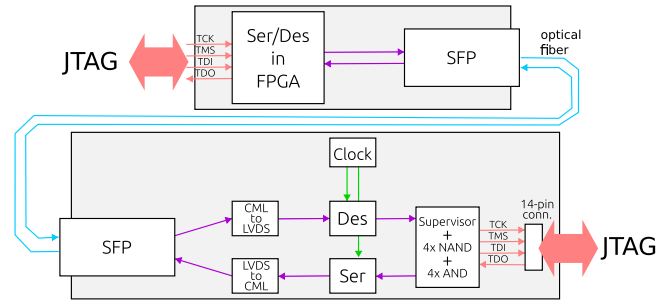 JTAG
TCK
TMS
TDI
TDO
Ser/Des
in
FPGA
SFP
optical
fiber
Clock
SFP
CML
to
LVDS
Des
LVDS
to
CML
Ser
Supervisor
+
4x NAND
+
4x AND
TCK
TMS
TDI
TDO
14-pin
conn.
JTAG